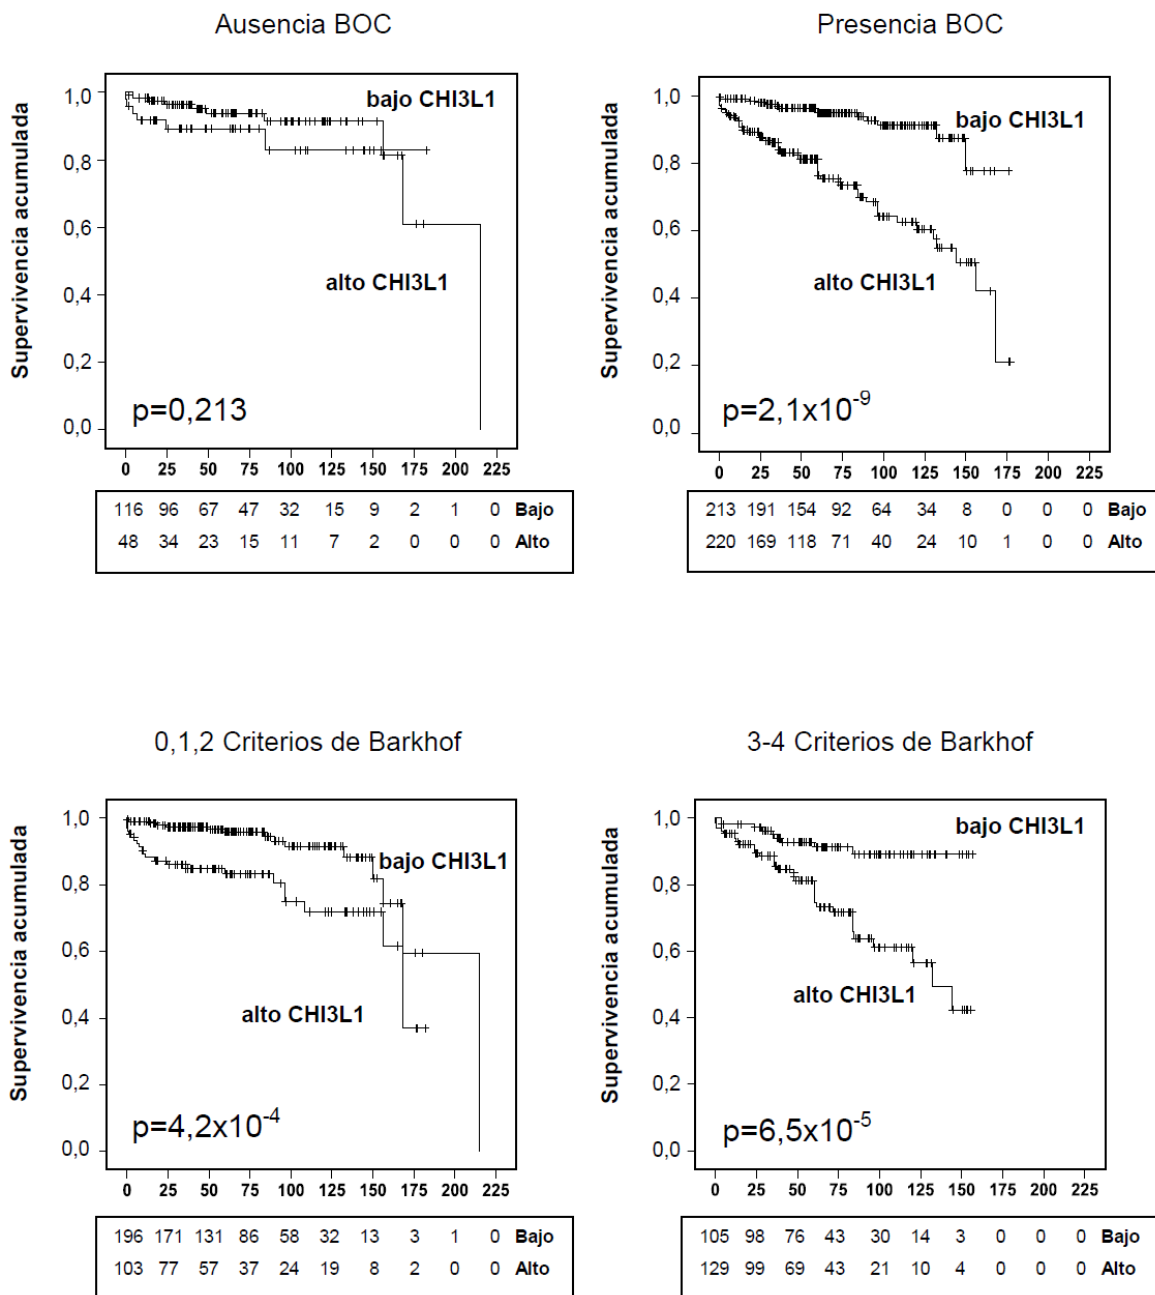 Ausencia BOC
Supervivencia acumulada
1,0
0,8
0,6
0,4
0,2
0,0
bajo CHI3L1
alto CHI3L1
p=0,213
0 25 50 75 100 125 150 175 200 225
116 96 67 47 32 15 9 2 1 0 Bajo
48 34 23 15 11 7 2 0 0 0 Alto
Presencia BOC
Supervivencia acumulada
1,0
0,8
0,6
0,4
0,2
0,0
bajo CHI3L1
alto CHI3L1
p=2,1x10⁻⁹
0 25 50 75 100 125 150 175 200 225
213 191 154 92 64 34 8 0 0 0 Bajo
220 169 118 71 40 24 10 1 0 0 Alto
0,1,2 Criterios de Barkhof
Supervivencia acumulada
1,0
0,8
0,6
0,4
0,2
0,0
bajo CHI3L1
alto CHI3L1
p=4,2x10⁻⁴
0 25 50 75 100 125 150 175 200 225
196 171 131 86 58 32 13 3 1 0 Bajo
103 77 57 37 24 19 8 2 0 0 Alto
3-4 Criterios de Barkhof
Supervivencia acumulada
1,0
0,8
0,6
0,4
0,2
0,0
bajo CHI3L1
alto CHI3L1
p=6,5x10⁻⁵
0 25 50 75 100 125 150 175 200 225
105 98 76 43 30 14 3 0 0 0 Bajo
129 99 69 43 21 10 4 0 0 0 Alto